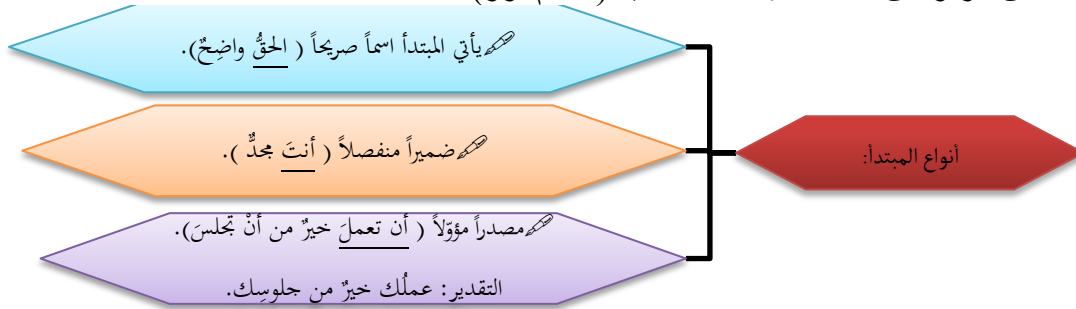 أنواع المبتدأ:
يأتي المبتدأ اسماً صريحاً ( الحقُّ واضِحٌ).
ضميراً منفصلاً ( أنتَ مجدٌّ ).
مصدراً مؤوّلاً ( أن تعملَ خيرٌ من أنْ تجلسَ).
التقدير: عملُك خيرٌ من جلوسِك.